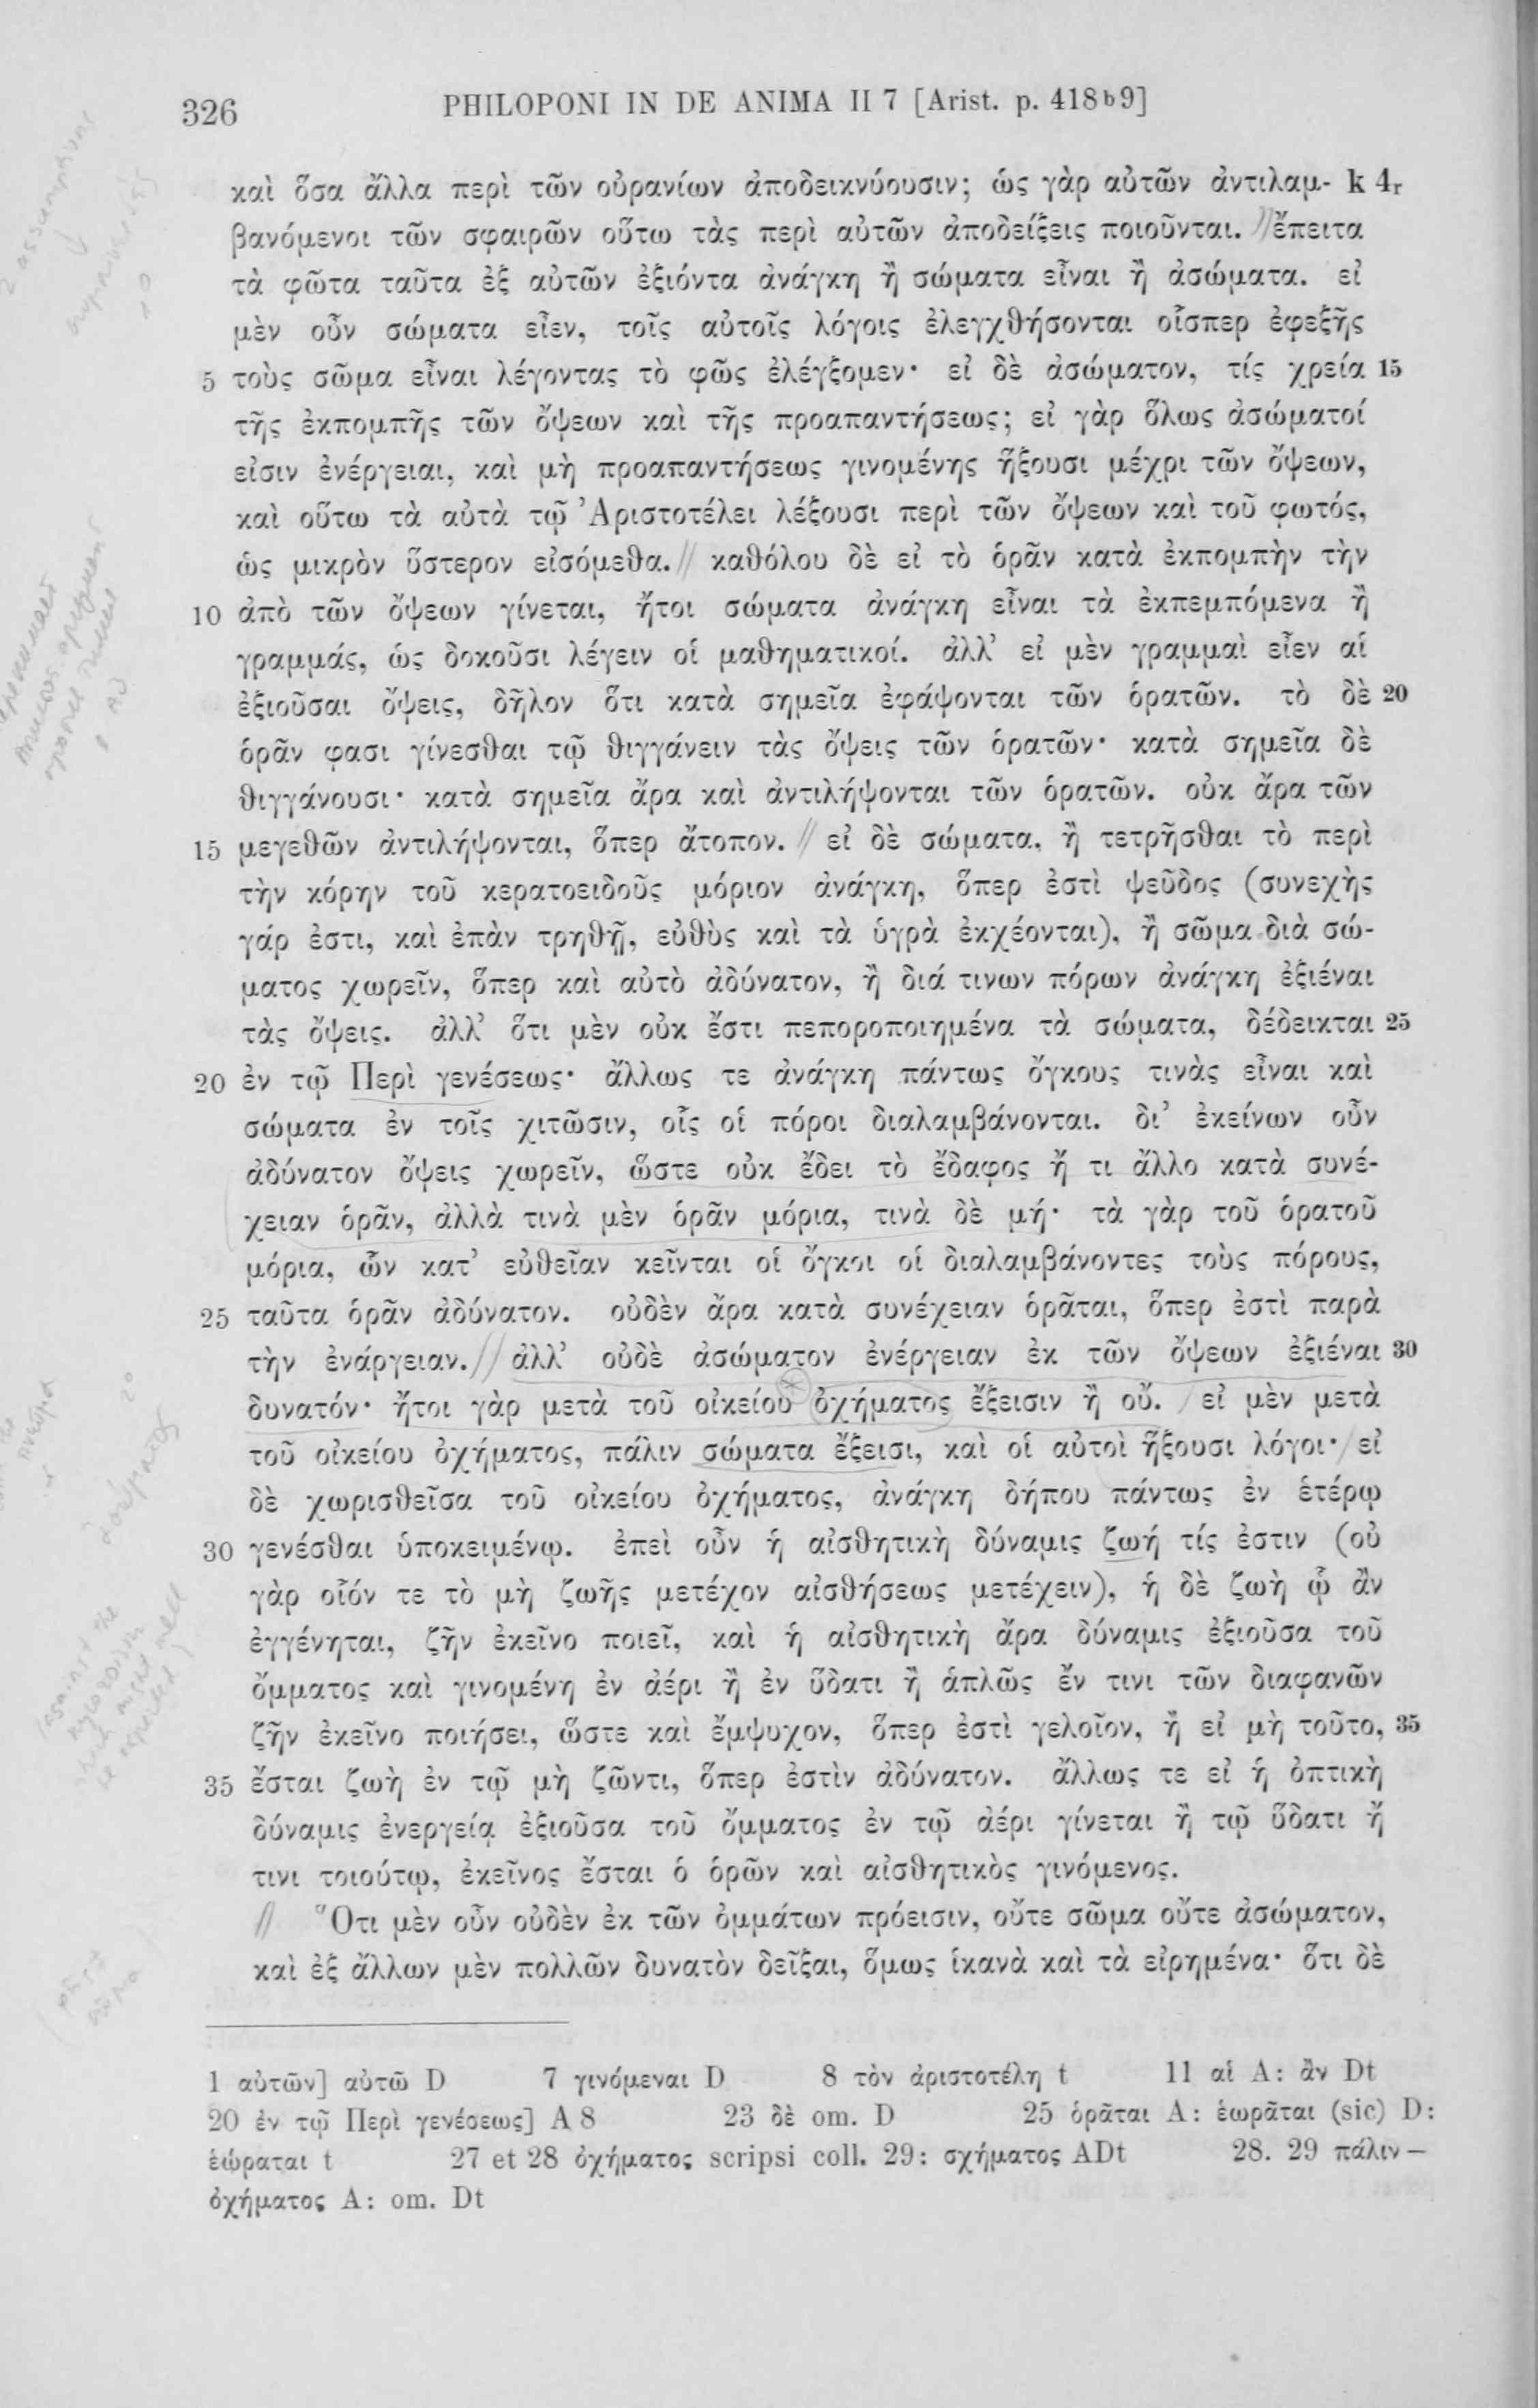 326 PHILOPONI IN DE ANIMA II 7 [Arist. p. 418b9]
καὶ ὅσα ἄλλα περὶ τῶν οὐρανίων ἀποδεικνύουσιν; ὡς γὰρ αὐτῶν ἀντιλαμ- k 4r
βανόμενοι τῶν σφαιρῶν οὕτω τὰς περὶ αὐτῶν ἀποδείξεις ποιοῦνται. // ἔπειτα
τὰ φῶτα ταῦτα ἐξ αὐτῶν ἐξιόντα ἀνάγκη ἢ σώματα εἶναι ἢ ἀσώματα. εἰ
μὲν οὖν σώματα εἶεν, τοῖς αὐτοῖς λόγοις ἐλεγχθήσονται οἷσπερ ἐφεξῆς
5 τοὺς σῶμα εἶναι λέγοντας τὸ φῶς ἐλέγξομεν· εἰ δὲ ἀσώματον, τίς χρεία 15
τῆς ἐκπομπῆς τῶν ὄψεων καὶ τῆς προαπαντήσεως; εἰ γὰρ ὅλως ἀσώματοί
εἰσιν ἐνέργειαι, καὶ μὴ προαπαντήσεως γινομένης ἥξουσι μέχρι τῶν ὄψεων,
καὶ οὕτω τὰ αὐτὰ τῷ Ἀριστοτέλει λέξουσι περὶ τῶν ὄψεων καὶ τοῦ φωτός,
ὡς μικρὸν ὕστερον εἰσόμεθα. // καθόλου δὲ εἰ τὸ ὁρᾶν κατὰ ἐκπομπὴν τὴν
10 ἀπὸ τῶν ὄψεων γίνεται, ἤτοι σώματα ἀνάγκη εἶναι τὰ ἐκπεμπόμενα ἢ
γραμμάς, ὡς δοκοῦσι λέγειν οἱ μαθηματικοί. ἀλλ’ εἰ μὲν γραμμαὶ εἶεν αἱ
ἐξιοῦσαι ὄψεις, δῆλον ὅτι κατὰ σημεῖα ἐφάψονται τῶν ὁρατῶν. τὸ δὲ 20
ὁρᾶν φασι γίνεσθαι τῷ θιγγάνειν τὰς ὄψεις τῶν ὁρατῶν· κατὰ σημεῖα δὲ
θιγγάνουσι· κατὰ σημεῖα ἄρα καὶ ἀντιλήψονται τῶν ὁρατῶν. οὐκ ἄρα τῶν
15 μεγεθῶν ἀντιλήψονται, ὅπερ ἄτοπον. // εἰ δὲ σώματα, ἢ τετρῆσθαι τὸ περὶ
τὴν κόρην τοῦ κερατοειδοῦς μόριον ἀνάγκη, ὅπερ ἐστὶ ψεῦδος (συνεχὴς
γάρ ἐστι, καὶ ἐπὰν τρηθῇ, εὐθὺς καὶ τὰ ὑγρὰ ἐκχέονται), ἢ σῶμα διὰ σώ-
ματος χωρεῖν, ὅπερ καὶ αὐτὸ ἀδύνατον, ἢ διά τινων πόρων ἀνάγκη ἐξιέναι
τὰς ὄψεις. ἀλλ’ ὅτι μὲν οὐκ ἔστι πεποροποιημένα τὰ σώματα, δέδεικται 25
20 ἐν τῷ Περὶ γενέσεως· ἄλλως τε ἀνάγκη πάντως ὄγκους τινὰς εἶναι καὶ
σώματα ἐν τοῖς χιτῶσιν, οἷς οἱ πόροι διαλαμβάνονται. δι’ ἐκείνων οὖν
ἀδύνατον ὄψεις χωρεῖν, ὥστε οὐκ ἔδει τὸ ἔδαφος ἤ τι ἄλλο κατὰ συνέ-
χειαν ὁρᾶν, ἀλλὰ τινὰ μὲν ὁρᾶν μόρια, τινὰ δὲ μή· τὰ γὰρ τοῦ ὁρατοῦ
μόρια, ὧν κατ’ εὐθεῖαν κεῖνται οἱ ὄγκοι οἱ διαλαμβάνοντες τοὺς πόρους,
25 ταῦτα ὁρᾶν ἀδύνατον. οὐδὲν ἄρα κατὰ συνέχειαν ὁρᾶται, ὅπερ ἐστὶ παρὰ
τὴν ἐνάργειαν. // ἀλλ’ οὐδὲ ἀσώματον ἐνέργειαν ἐκ τῶν ὄψεων ἐξιέναι 30
δυνατόν· ἤτοι γὰρ μετὰ τοῦ οἰκείου ὀχήματος ἔξεισιν ἢ οὔ. / εἰ μὲν μετὰ
τοῦ οἰκείου ὀχήματος, πάλιν σώματα ἔξεισι, καὶ οἱ αὐτοὶ ἥξουσι λόγοι· / εἰ
δὲ χωρισθεῖσα τοῦ οἰκείου ὀχήματος, ἀνάγκη δήπου πάντως ἐν ἑτέρῳ
30 γενέσθαι ὑποκειμένῳ. ἐπεὶ οὖν ἡ αἰσθητικὴ δύναμις ζωή τίς ἐστιν (οὐ
γὰρ οἷόν τε τὸ μὴ ζωῆς μετέχον αἰσθήσεως μετέχειν), ἡ δὲ ζωὴ ᾧ ἂν
ἐγγένηται, ζῆν ἐκεῖνο ποιεῖ, καὶ ἡ αἰσθητικὴ ἄρα δύναμις ἐξιοῦσα τοῦ
ὄμματος καὶ γινομένη ἐν ἀέρι ἢ ἐν ὕδατι ἢ ἁπλῶς ἔν τινι τῶν διαφανῶν
ζῆν ἐκεῖνο ποιήσει, ὥστε καὶ ἔμψυχον, ὅπερ ἐστὶ γελοῖον, ἢ εἰ μὴ τοῦτο, 35
35 ἔσται ζωὴ ἐν τῷ μὴ ζῶντι, ὅπερ ἐστὶν ἀδύνατον. ἄλλως τε εἰ ἡ ὀπτικὴ
δύναμις ἐνεργείᾳ ἐξιοῦσα τοῦ ὄμματος ἐν τῷ ἀέρι γίνεται ἢ τῷ ὕδατι ἤ
τινι τοιούτῳ, ἐκεῖνος ἔσται ὁ ὁρῶν καὶ αἰσθητικὸς γινόμενος.
// Ὅτι μὲν οὖν οὐδὲν ἐκ τῶν ὀμμάτων πρόεισιν, οὔτε σῶμα οὔτε ἀσώματον,
καὶ ἐξ ἄλλων μὲν πολλῶν δυνατὸν δεῖξαι, ὅμως ἱκανὰ καὶ τὰ εἰρημένα· ὅτι δὲ
1 αὐτῶν] αὐτῶ D 7 γινόμεναι D 8 τὸν ἀριστοτέλη t 11 αἱ A: ἂν Dt
20 ἐν τῷ Περὶ γενέσεως] A 8 23 δὲ om. D 25 ὁρᾶται A: ἑωρᾶται (sic) D:
ἑώραται t 27 et 28 ὀχήματος scripsi coll. 29: σχήματος ADt 28. 29 πάλιν —
ὀχήματος A: om. Dt